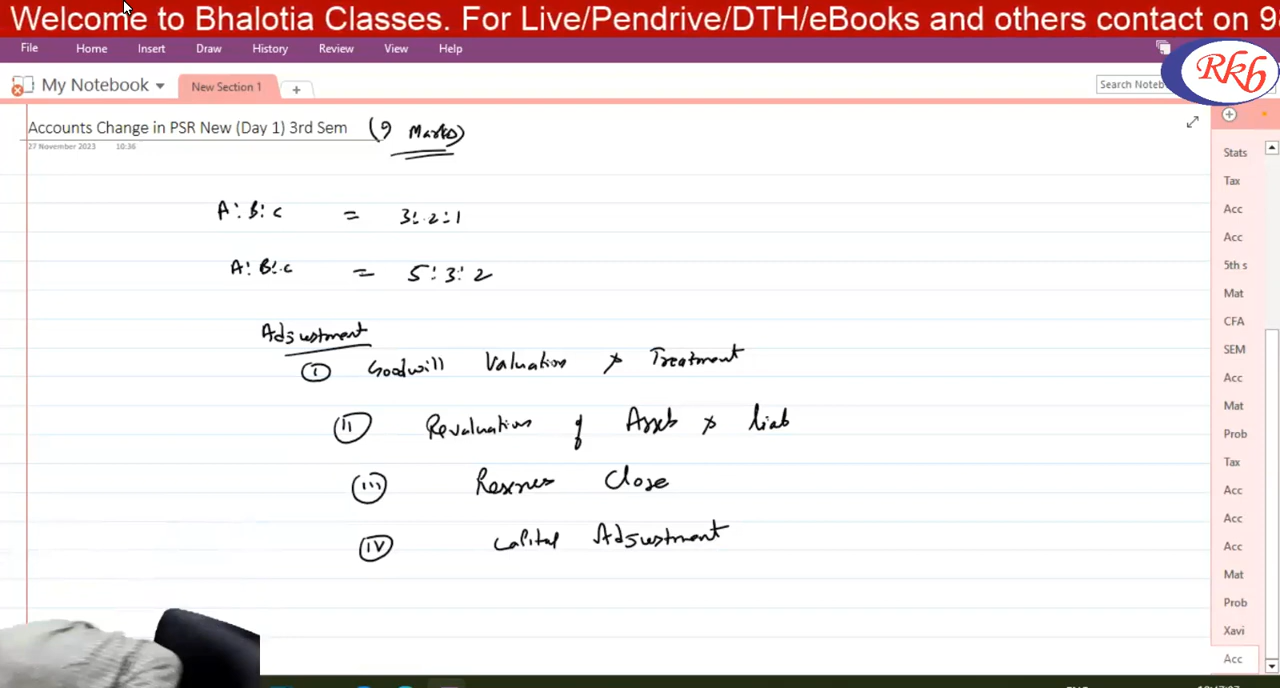 Welcome to Bhalotia Classes. For Live/Pendrive/DTH/eBooks and others contact on 9
File Home Insert Draw History Review View Help
Rkb
My Notebook New Section 1 + Search Noteb
Accounts Change in PSR New (Day 1) 3rd Sem (9 Marks)
27 November 2023 10:36
A:B:C = 3:2:1
A:B:C = 5:3:2
Adjustment
(i) Goodwill Valuation & Treatment
(ii) Revaluation of Asset & Liab
(iii) Reserves Close
(iv) Capital Adjustment
Stats
Tax
Acc
Acc
5th s
Mat
CFA
SEM
Acc
Mat
Prob
Tax
Acc
Acc
Acc
Mat
Prob
Xavi
Acc